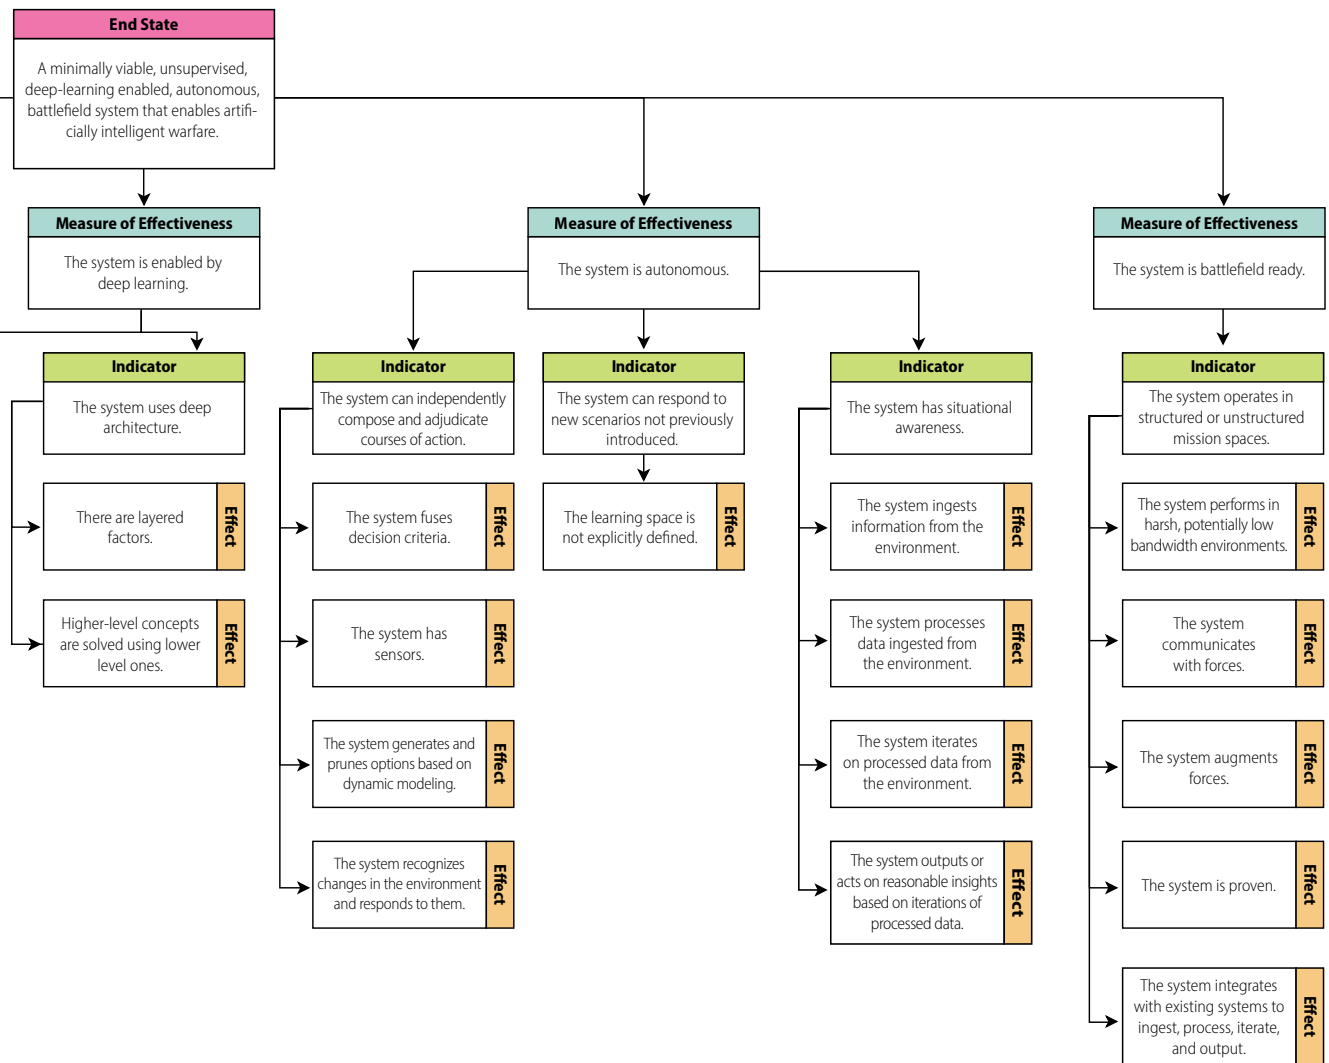 End State
A minimally viable, unsupervised,
deep-learning enabled, autonomous,
battlefield system that enables artifi-
cially intelligent warfare.
Measure of Effectiveness
The system is enabled by
deep learning.
Measure of Effectiveness
The system is autonomous.
Measure of Effectiveness
The system is battlefield ready.
Indicator
The system uses deep
architecture.
There are layered
factors.
Effect
Higher-level concepts
are solved using lower
level ones.
Effect
Indicator
The system can independently
compose and adjudicate
courses of action.
The system fuses
decision criteria.
Effect
The system has
sensors.
Effect
The system generates and
prunes options based on
dynamic modeling.
Effect
The system recognizes
changes in the environment
and responds to them.
Effect
Indicator
The system can respond to
new scenarios not previously
introduced.
The learning space is
not explicitly defined.
Effect
Indicator
The system has situational
awareness.
The system ingests
information from the
environment.
Effect
The system processes
data ingested from
the environment.
Effect
The system iterates
on processed data from
the environment.
Effect
The system outputs or
acts on reasonable insights
based on iterations of
processed data.
Effect
Indicator
The system operates in
structured or unstructured
mission spaces.
The system performs in
harsh, potentially low
bandwidth environments.
Effect
The system
communicates
with forces.
Effect
The system augments
forces.
Effect
The system is proven.
Effect
The system integrates
with existing systems to
ingest, process, iterate,
and output.
Effect